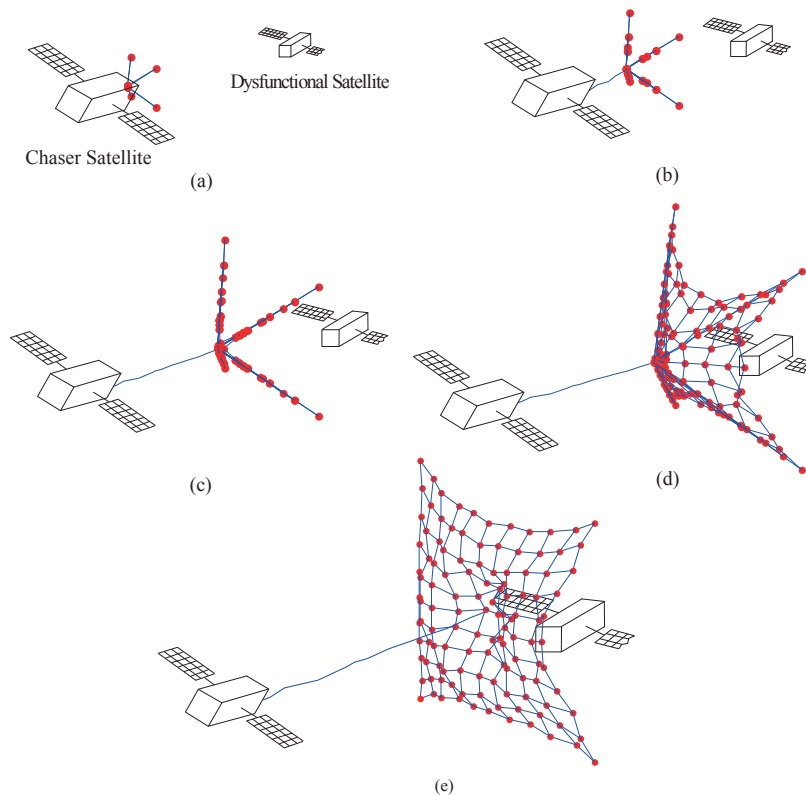 Dysfunctional Satellite
Chaser Satellite
(a)
(b)
(c)
(d)
(e)